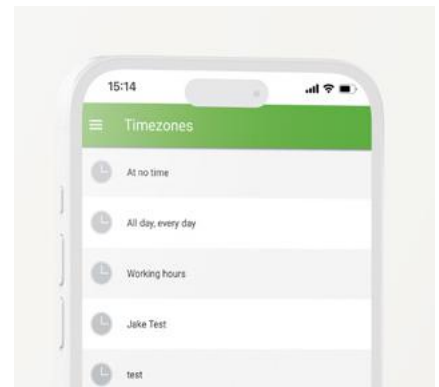 15:14
Timezones
At no time
All day, every day
Working hours
Jake Test
test